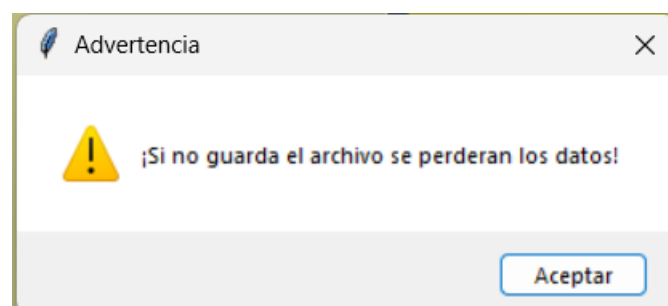 Advertencia
¡Si no guarda el archivo se perderan los datos!
Aceptar